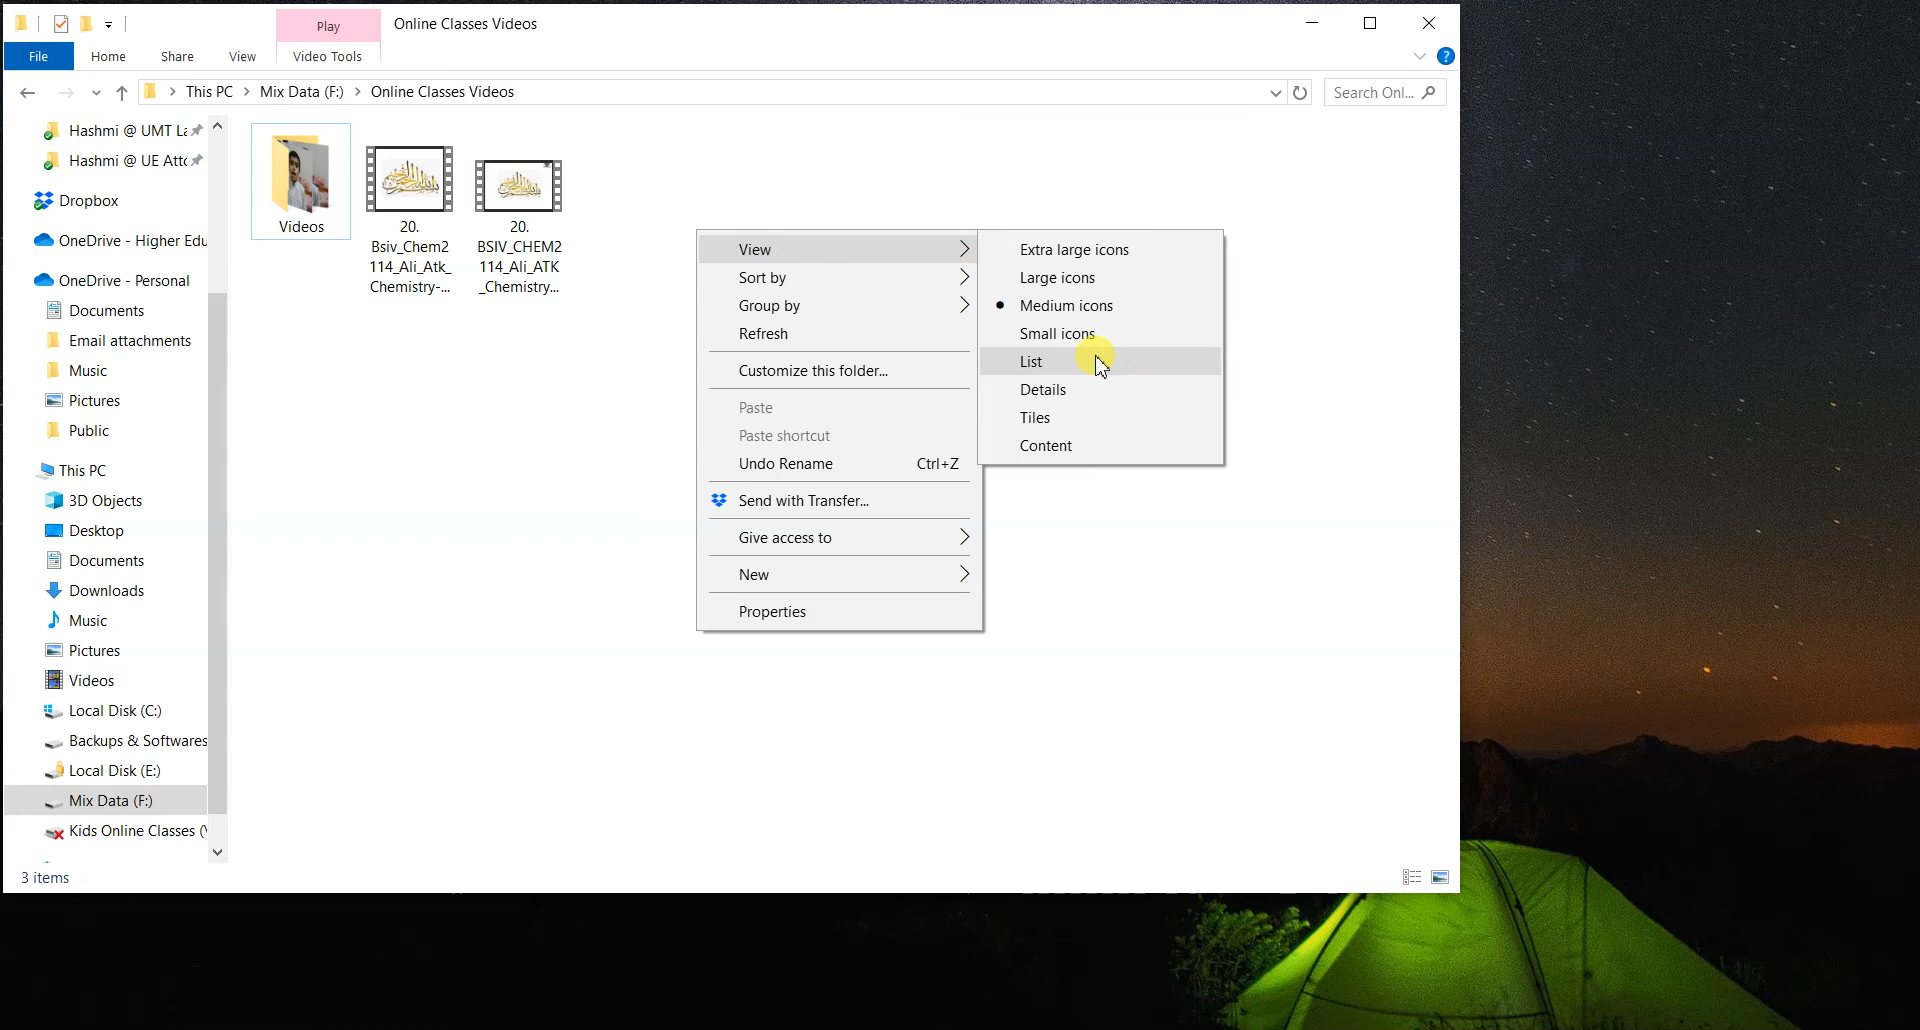 Play
Online Classes Videos
File
Home
Share
View
Video Tools
?
This PC
Mix Data (F:)
Online Classes Videos
Search Onl...
Hashmi @ UMT La
Hashmi @ UE Atto
Dropbox
OneDrive - Higher Edu
OneDrive - Personal
Documents
Email attachments
Music
Pictures
Public
This PC
3D Objects
Desktop
Documents
Downloads
Music
Pictures
Videos
Local Disk (C:)
Backups & Softwares
Local Disk (E:)
Mix Data (F:)
Kids Online Classes (\
3 items
Videos
20.
Bsiv_Chem2
114_Ali_Atk_
Chemistry-...
20.
BSIV_CHEM2
114_Ali_ATK
_Chemistry...
View
Sort by
Group by
Refresh
Customize this folder...
Paste
Paste shortcut
Undo Rename Ctrl+Z
Send with Transfer...
Give access to
New
Properties
Extra large icons
Large icons
Medium icons
Small icons
List
Details
Tiles
Content